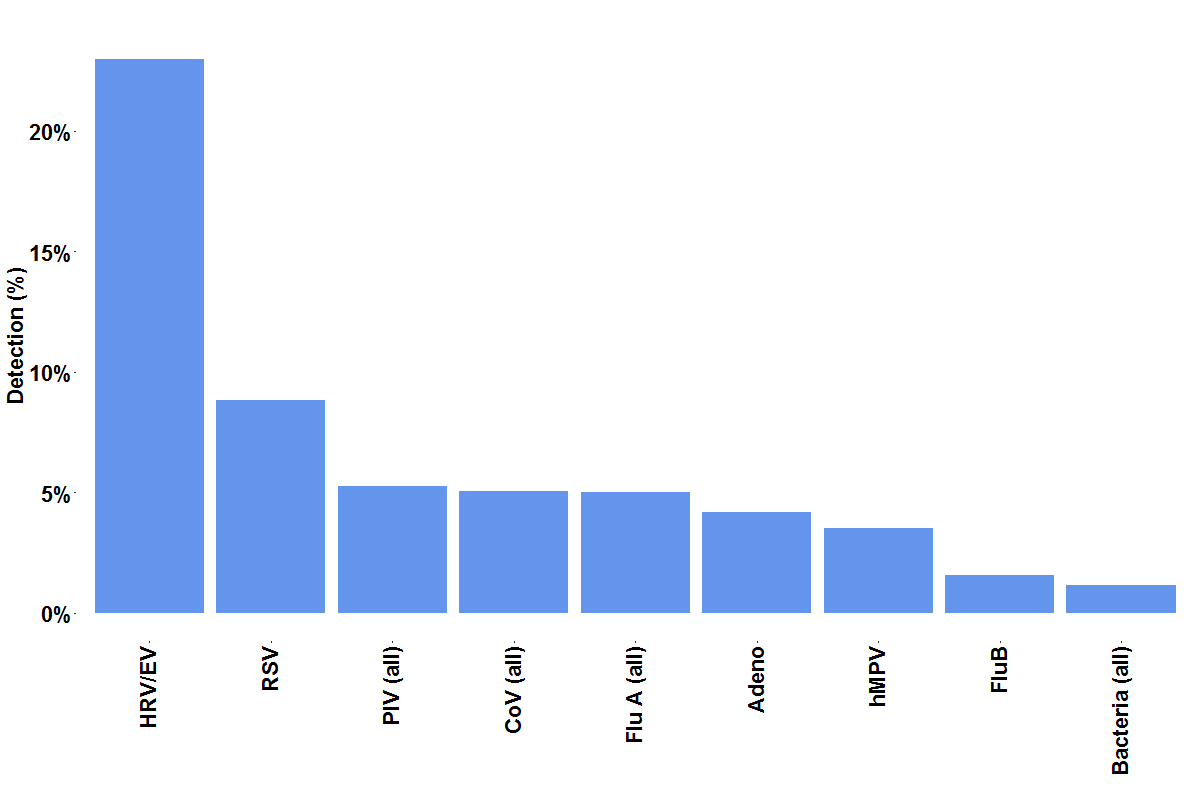 Detection (%)
20%
15%
10%
5%
0%
HRV/EV
RSV
PIV (all)
CoV (all)
Flu A (all)
Adeno
hMPV
FluB
Bacteria (all)